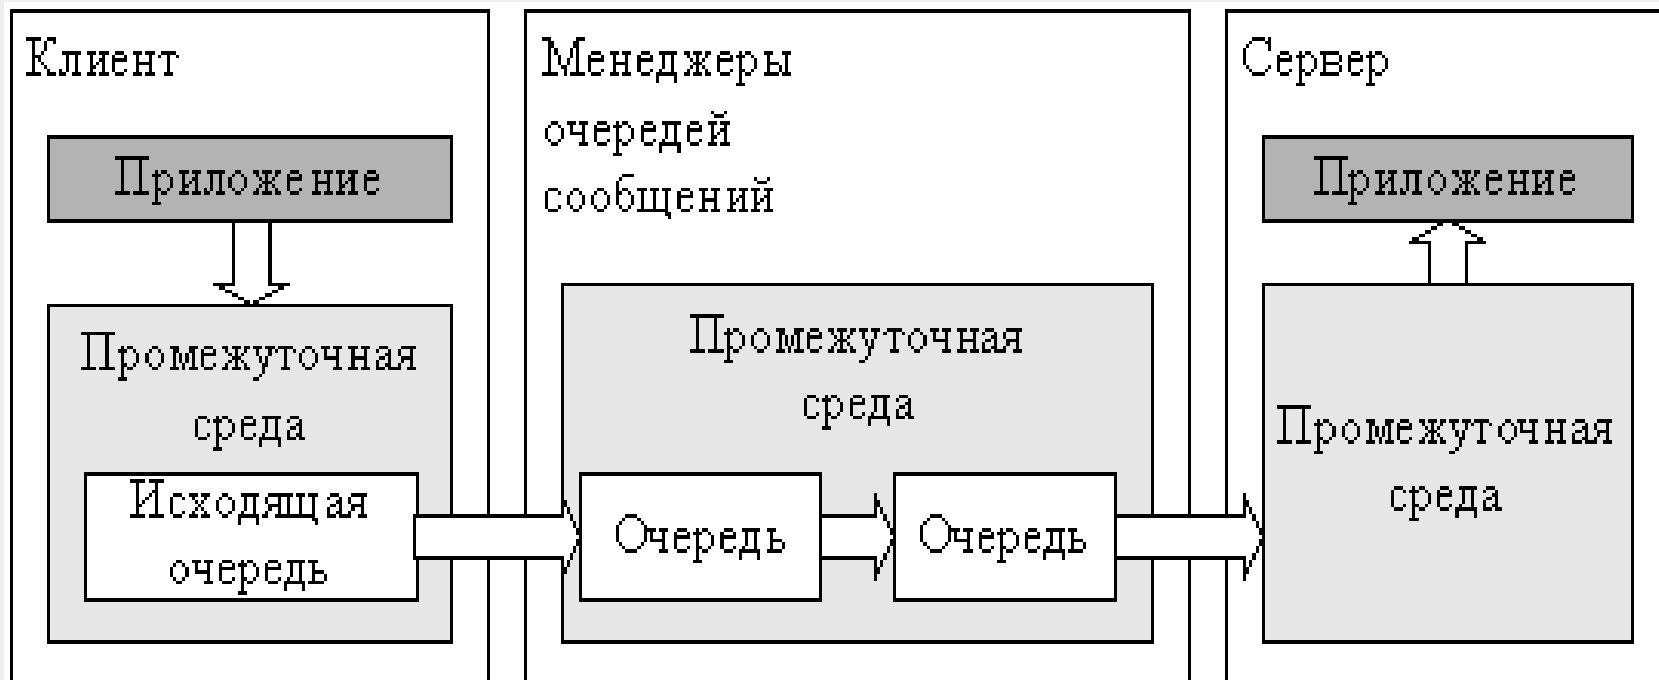 Клиент
Приложение
Промежуточная
среда
Исходящая
очередь
Менеджеры
очередей
сообщений
Промежуточная
среда
Очередь
Очередь
Сервер
Приложение
Промежуточная
среда